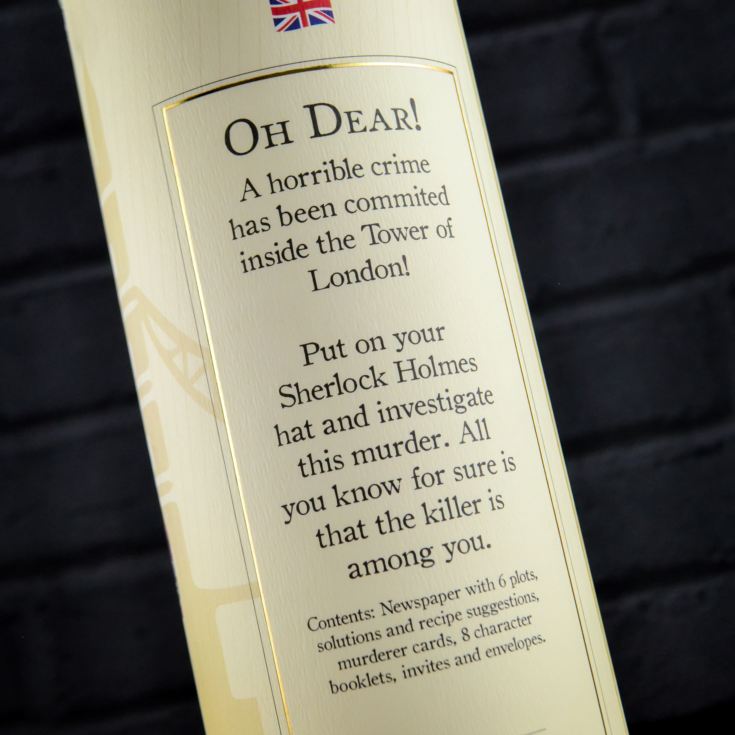 OH DEAR!
A horrible crime
has been commited
inside the Tower of
London!
Put on your
Sherlock Holmes
hat and investigate
this murder. All
you know for sure is
that the killer is
among you.
Contents: Newspaper with 6 plots,
solutions and recipe suggestions,
murderer cards, 8 character
booklets, invites and envelopes.